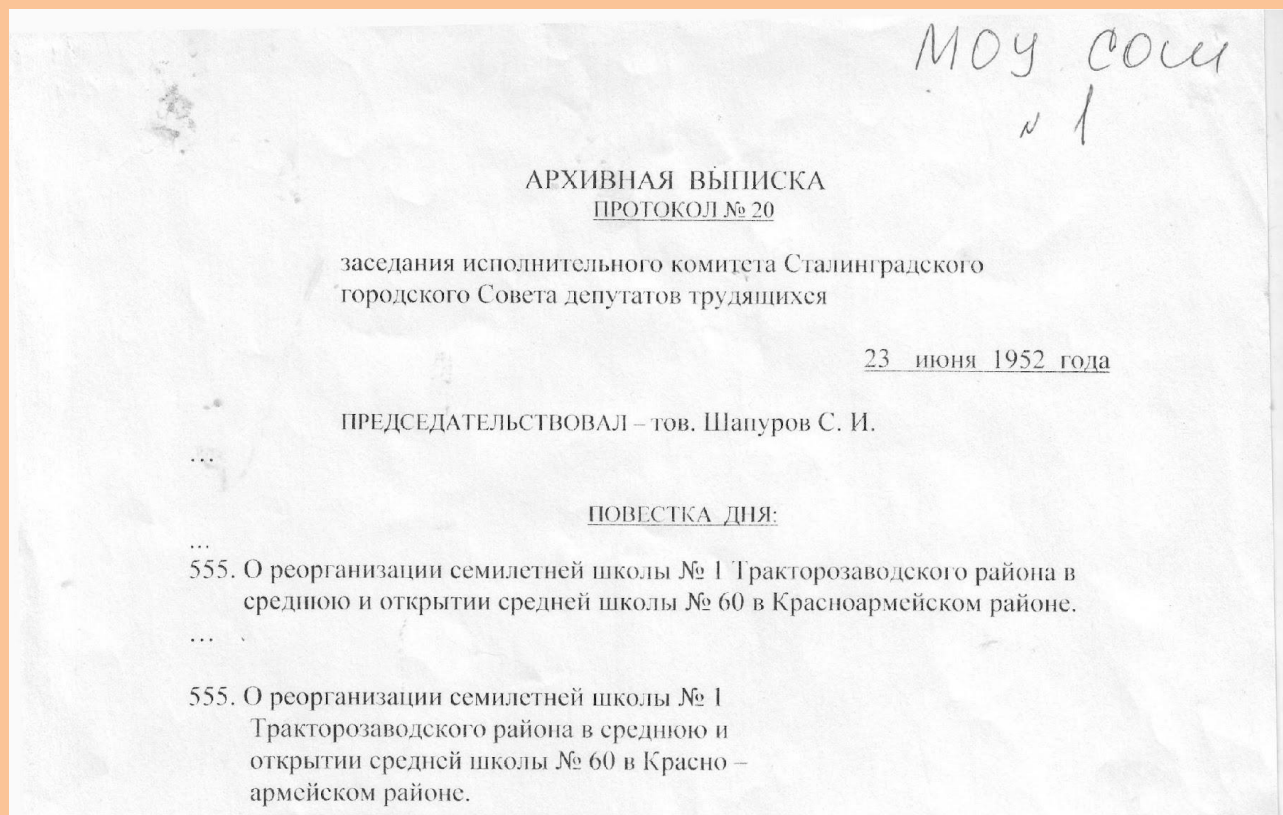 МОУ СОШ
№ 1
АРХИВНАЯ ВЫПИСКА
ПРОТОКОЛ № 20
заседания исполнительного комитета Сталинградского
городского Совета депутатов трудящихся
23 июня 1952 года
ПРЕДСЕДАТЕЛЬСТВОВАЛ – тов. Шапуров С. И.
...
ПОВЕСТКА ДНЯ:
...
555. О реорганизации семилетней школы № 1 Тракторозаводского района в
среднюю и открытии средней школы № 60 в Красноармейском районе.
...
555. О реорганизации семилетней школы № 1
Тракторозаводского района в среднюю и
открытии средней школы № 60 в Красно –
армейском районе.